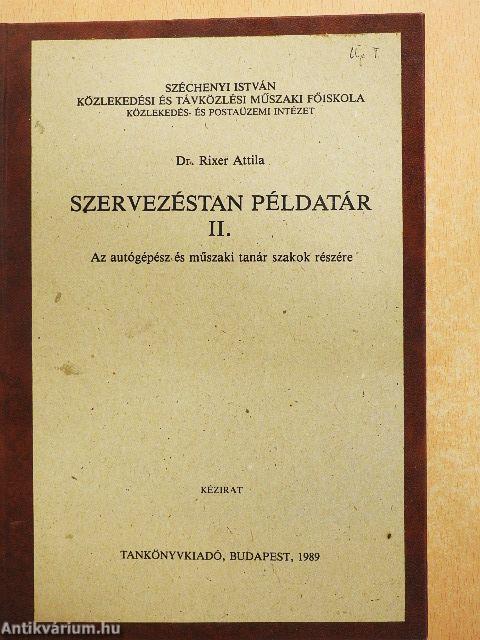 SZÉCHENYI ISTVÁN
KÖZLEKEDÉSI ÉS TÁVKÖZLÉSI MŰSZAKI FŐISKOLA
KÖZLEKEDÉS- ÉS POSTAÜZEMI INTÉZET
Dr. Rixer Attila
SZERVEZÉSTAN PÉLDATÁR
II.
Az autógépész és műszaki tanár szakok részére
KÉZIRAT
TANKÖNYVKIADÓ, BUDAPEST, 1989
Antikvárium.hu